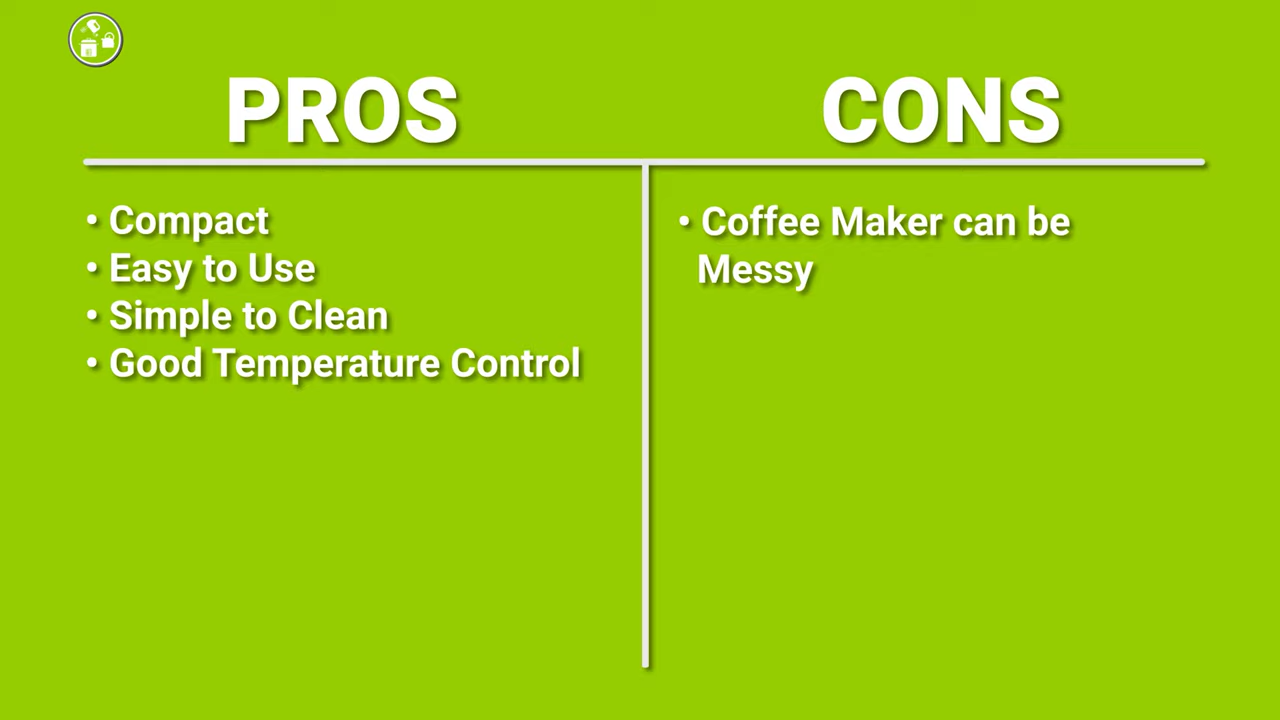 PROS
CONS
• Compact
• Easy to Use
• Simple to Clean
• Good Temperature Control
• Coffee Maker can be
Messy